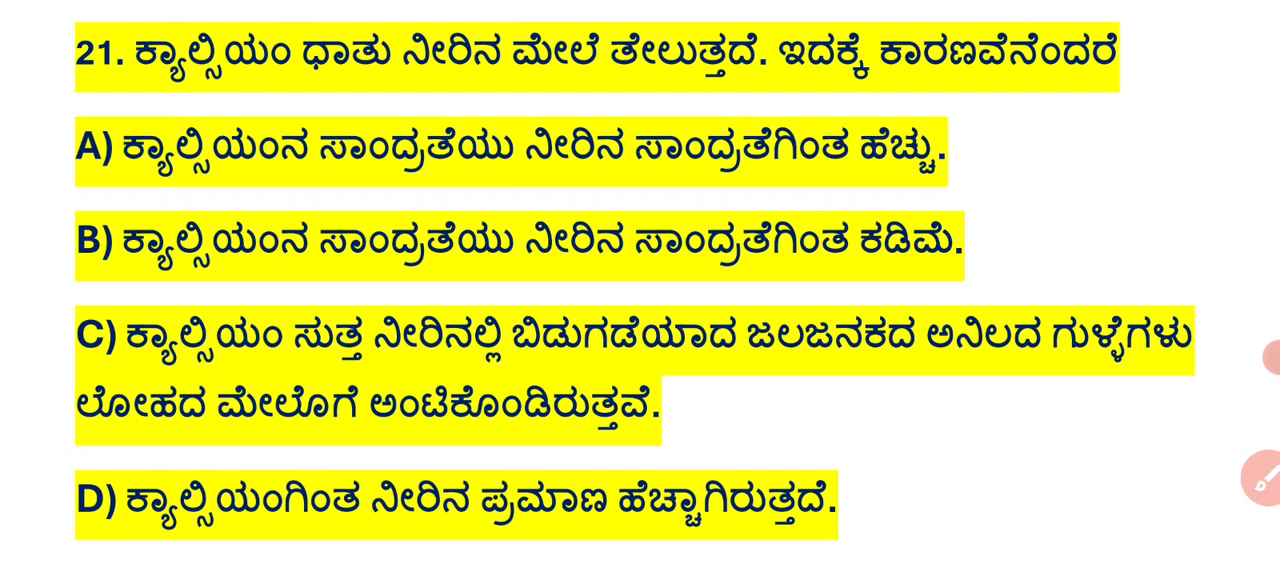 21. ಕ್ಯಾಲ್ಸಿಯಂ ಧಾತು ನೀರಿನ ಮೇಲೆ ತೇಲುತ್ತದೆ. ಇದಕ್ಕೆ ಕಾರಣವೆನೆಂದರೆ
A) ಕ್ಯಾಲ್ಸಿಯಂನ ಸಾಂದ್ರತೆಯು ನೀರಿನ ಸಾಂದ್ರತೆಗಿಂತ ಹೆಚ್ಚು.
B) ಕ್ಯಾಲ್ಸಿಯಂನ ಸಾಂದ್ರತೆಯು ನೀರಿನ ಸಾಂದ್ರತೆಗಿಂತ ಕಡಿಮೆ.
C) ಕ್ಯಾಲ್ಸಿಯಂ ಸುತ್ತ ನೀರಿನಲ್ಲಿ ಬಿಡುಗಡೆಯಾದ ಜಲಜನಕದ ಅನಿಲದ ಗುಳ್ಳೆಗಳು
ಲೋಹದ ಮೇಲೊಗೆ ಅಂಟಿಕೊಂಡಿರುತ್ತವೆ.
D) ಕ್ಯಾಲ್ಸಿಯಂಗಿಂತ ನೀರಿನ ಪ್ರಮಾಣ ಹೆಚ್ಚಾಗಿರುತ್ತದೆ.